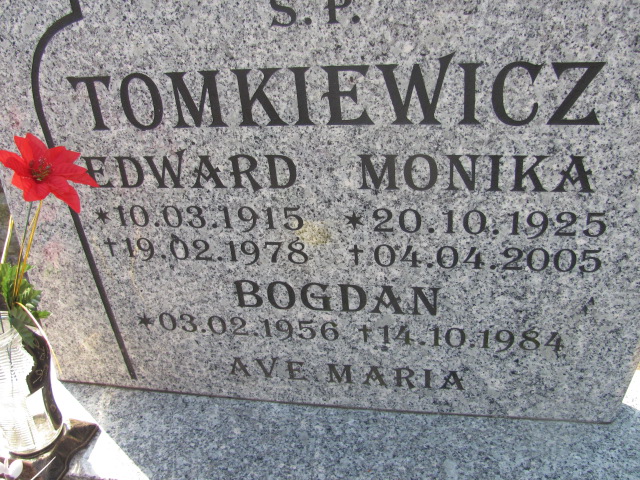 S.P.
TOMKIEWICZ
EDWARD MONIKA
*10.03.1915 *20.10.1925
†19.02.1978 †04.04.2005
BOGDAN
*03.02.1956 †14.10.1984
AVE MARIA